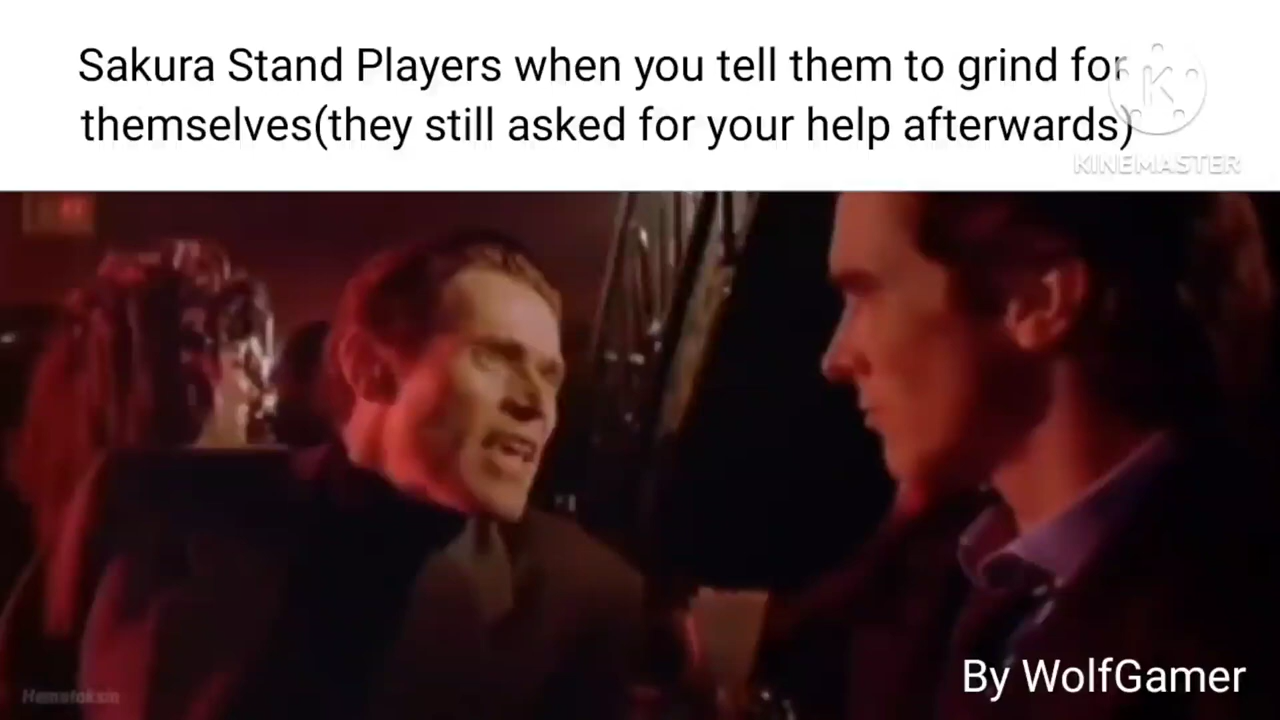 Sakura Stand Players when you tell them to grind for
themselves(they still asked for your help afterwards)
K
KINEMASTER
By WolfGamer
Hematoksin